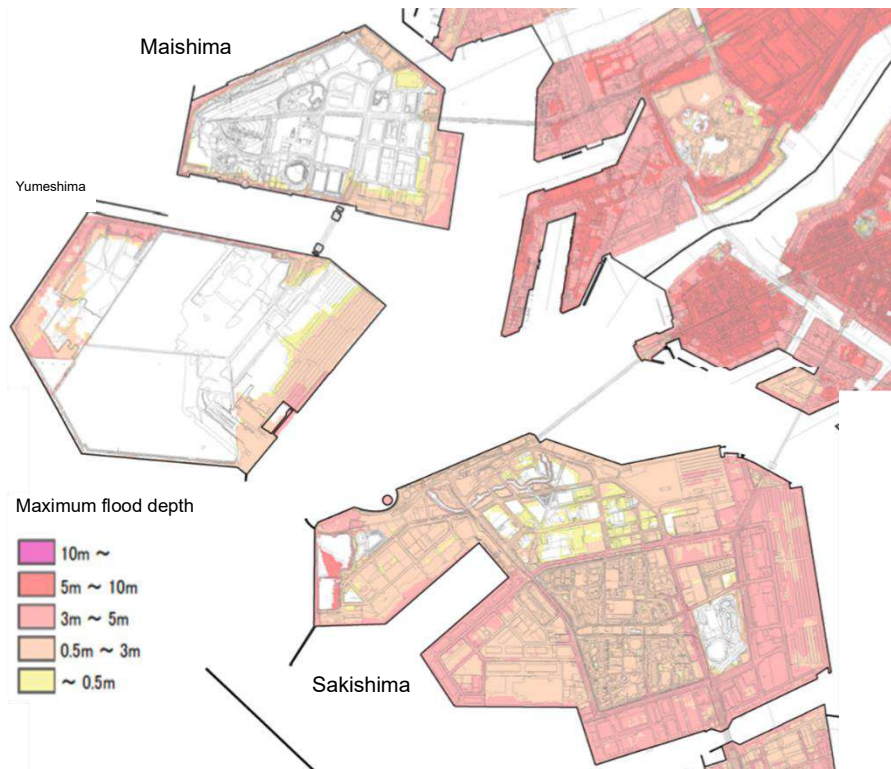 Maishima
Yumeshima
Maximum flood depth
10m ~
5m ~ 10m
3m ~ 5m
0.5m ~ 3m
~ 0.5m
Sakishima